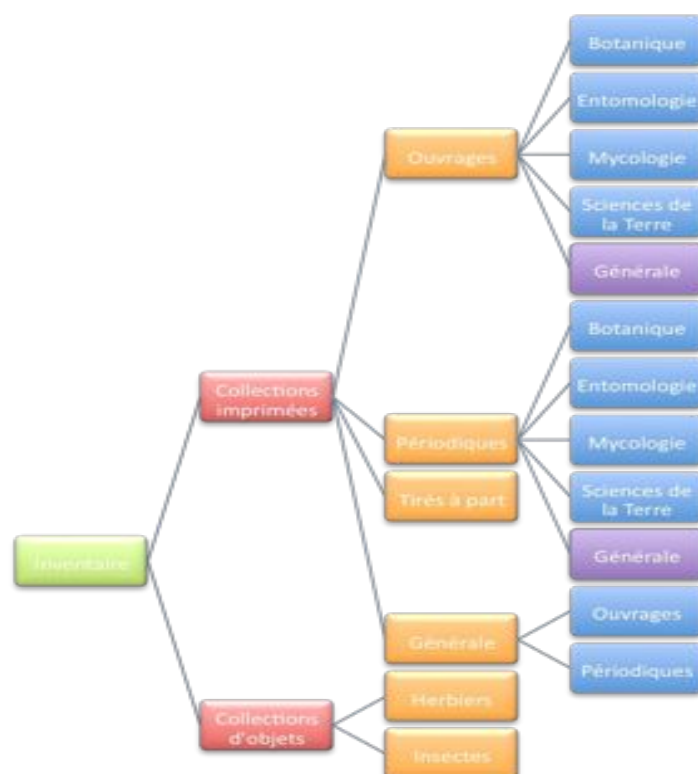 Botanique
Entomologie
Ouvrages
Mycologie
Sciences de
la Terre
Générale
Botanique
Collections
imprimées
Entomologie
Périodiques
Mycologie
Tirés à part
Sciences de
la Terre
Inventaire
Générale
Ouvrages
Générale
Périodiques
Herbiers
Collections
d'objets
Insectes